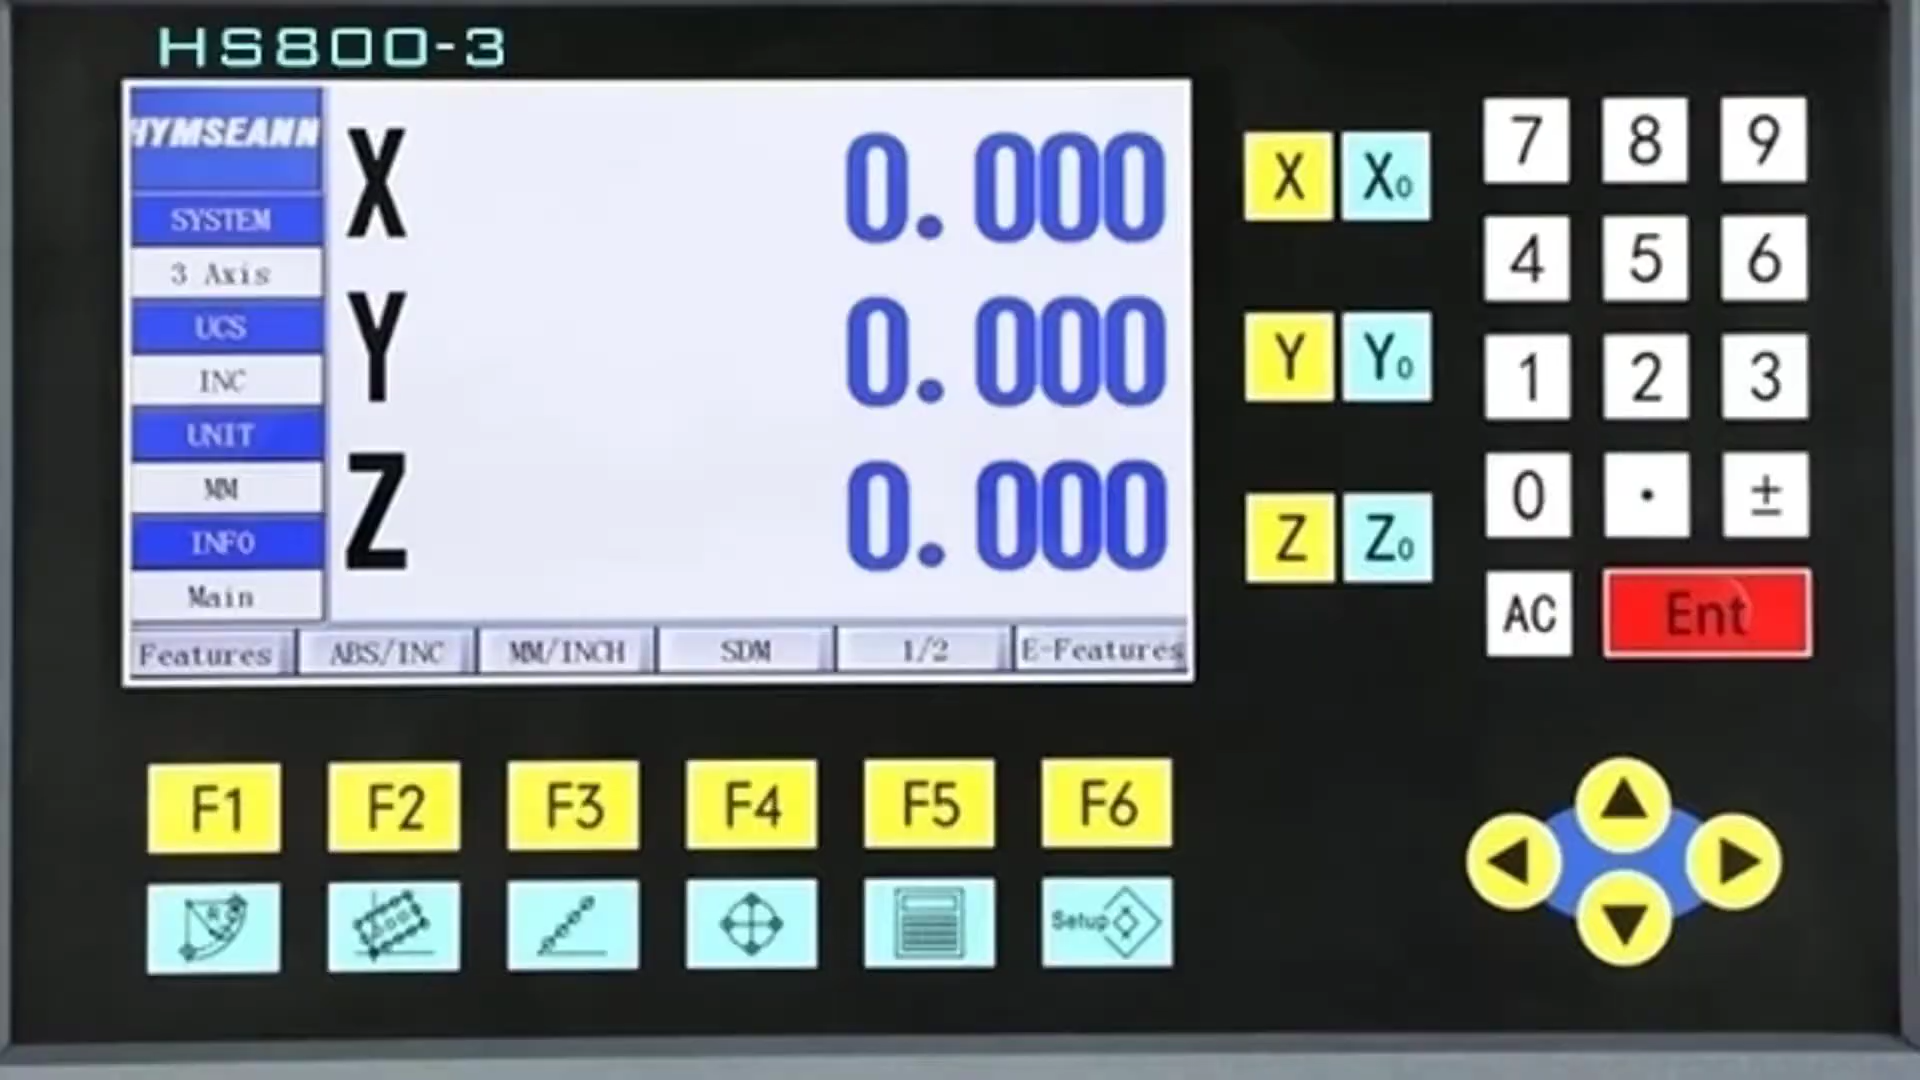 HS800-3
HYMSEANN
SYSTEM
3 Axis
UCS
INC
UNIT
MM
INFO
Main
X 0.000
Y 0.000
Z 0.000
Features ABS/INC MM/INCH SDM 1/2 E-Features
X X0
Y Y0
Z Z0
7 8 9
4 5 6
1 2 3
0 . ±
AC Ent
F1 F2 F3 F4 F5 F6
Setup